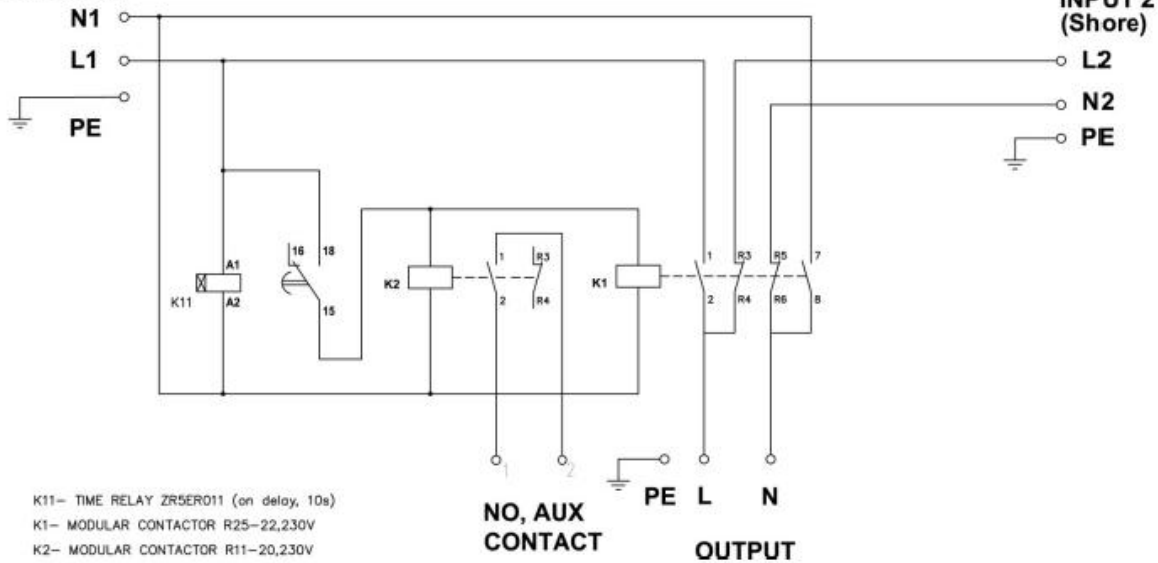 N1
L1
PE
(Shore)
L2
N2
PE
A1
A2
K11
16
18
15
K2
1
2
R3
R4
K1
1
2
R3
R4
R5
R6
7
8
1
2
NO, AUX
CONTACT
PE
L
N
OUTPUT
K11– TIME RELAY ZR5ER011 (on delay, 10s)
K1– MODULAR CONTACTOR R25–22,230V
K2– MODULAR CONTACTOR R11–20,230V